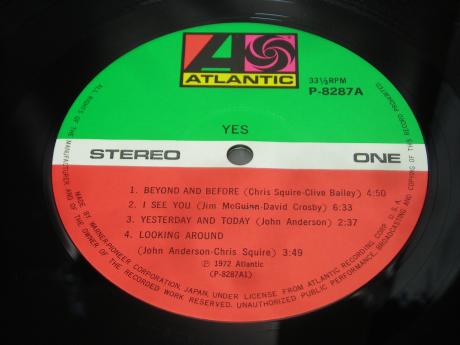 ATLANTIC
33⅓RPM
P-8287A
YES
STEREO
ONE
1. BEYOND AND BEFORE (Chris Squire-Clive Bailey) 4:50
2. I SEE YOU (Jim McGuinn-David Crosby) 6:33
3. YESTERDAY AND TODAY (John Anderson) 2:37
4. LOOKING AROUND
(John Anderson-Chris Squire) 3:49
Ⓟ 1972 Atlantic
(P-8287A1)
MADE BY WARNER-PIONEER CORPORATION, JAPAN, UNDER LICENSE FROM ATLANTIC RECORDING CORP. U.S.A.
ALL RIGHTS OF THE MANUFACTURER AND OF THE OWNER OF THE RECORDED WORK RESERVED. UNAUTHORIZED PUBLIC PERFORMANCE, BROADCASTING AND COPYING OF THIS RECORD PROHIBITED